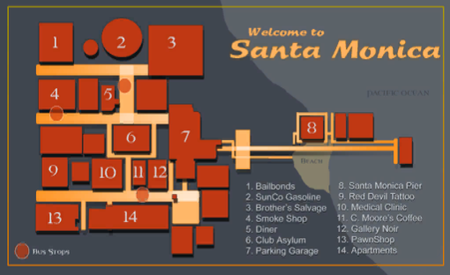 Welcome to
Santa Monica
1
2
3
PACIFIC OCEAN
4
5
6
7
8
BEACH
9
10
11
12
13
14
1. Bailbonds
2. SunCo Gasoline
3. Brother's Salvage
4. Smoke Shop
5. Diner
6. Club Asylum
7. Parking Garage
8. Santa Monica Pier
9. Red Devil Tattoo
10. Medical Clinic
11. C. Moore's Coffee
12. Gallery Noir
13. PawnShop
14. Apartments
Bus Stops